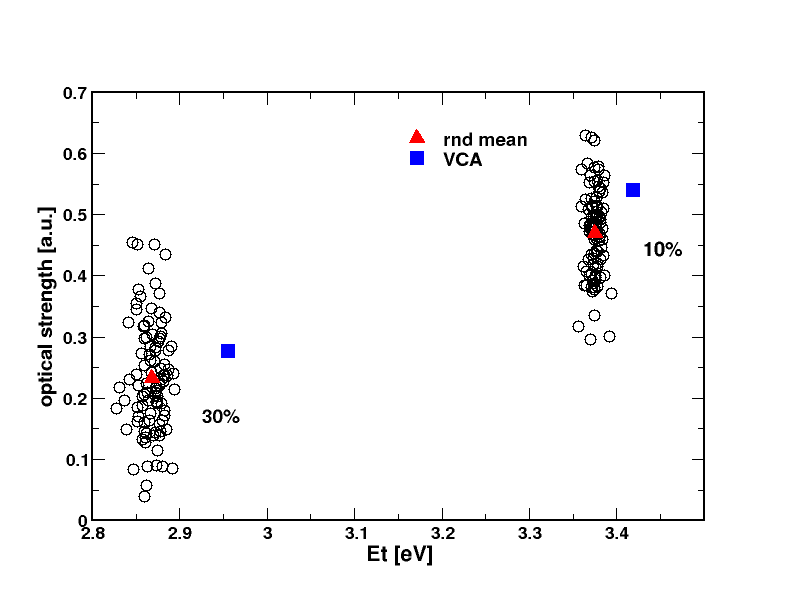 0.7
0.6
0.5
0.4
0.3
0.2
0.1
0
optical strength [a.u.]
rnd mean
VCA
10%
30%
2.8 2.9 3 3.1 3.2 3.3 3.4
Et [eV]